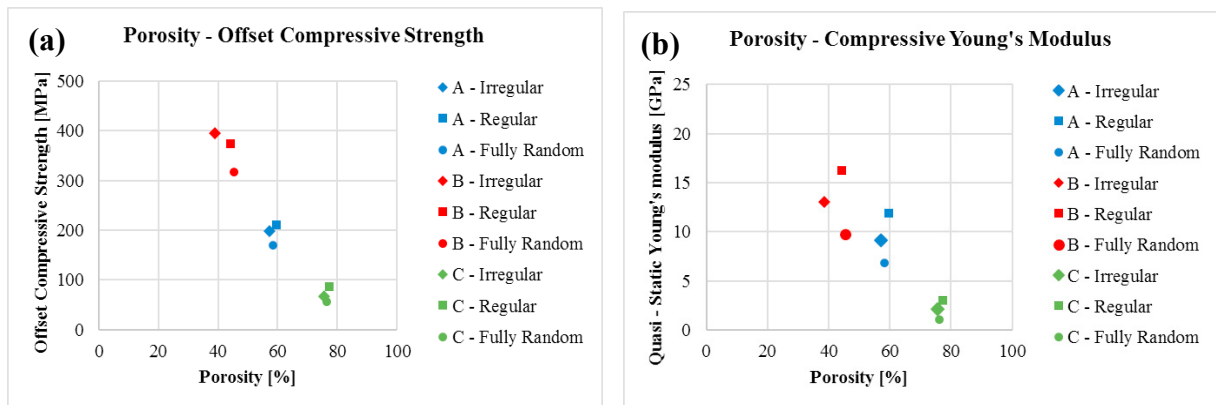 (a)
Porosity - Offset Compressive Strength
Offset Compressive Strength [MPa]
500
400
300
200
100
0
0 20 40 60 80 100
Porosity [%]
A - Irregular
A - Regular
A - Fully Random
B - Irregular
B - Regular
B - Fully Random
C - Irregular
C - Regular
C - Fully Random
(b)
Porosity - Compressive Young's Modulus
Quasi - Static Young's modulus [GPa]
25
20
15
10
5
0
0 20 40 60 80 100
Porosity [%]
A - Irregular
A - Regular
A - Fully Random
B - Irregular
B - Regular
B - Fully Random
C - Irregular
C - Regular
C - Fully Random